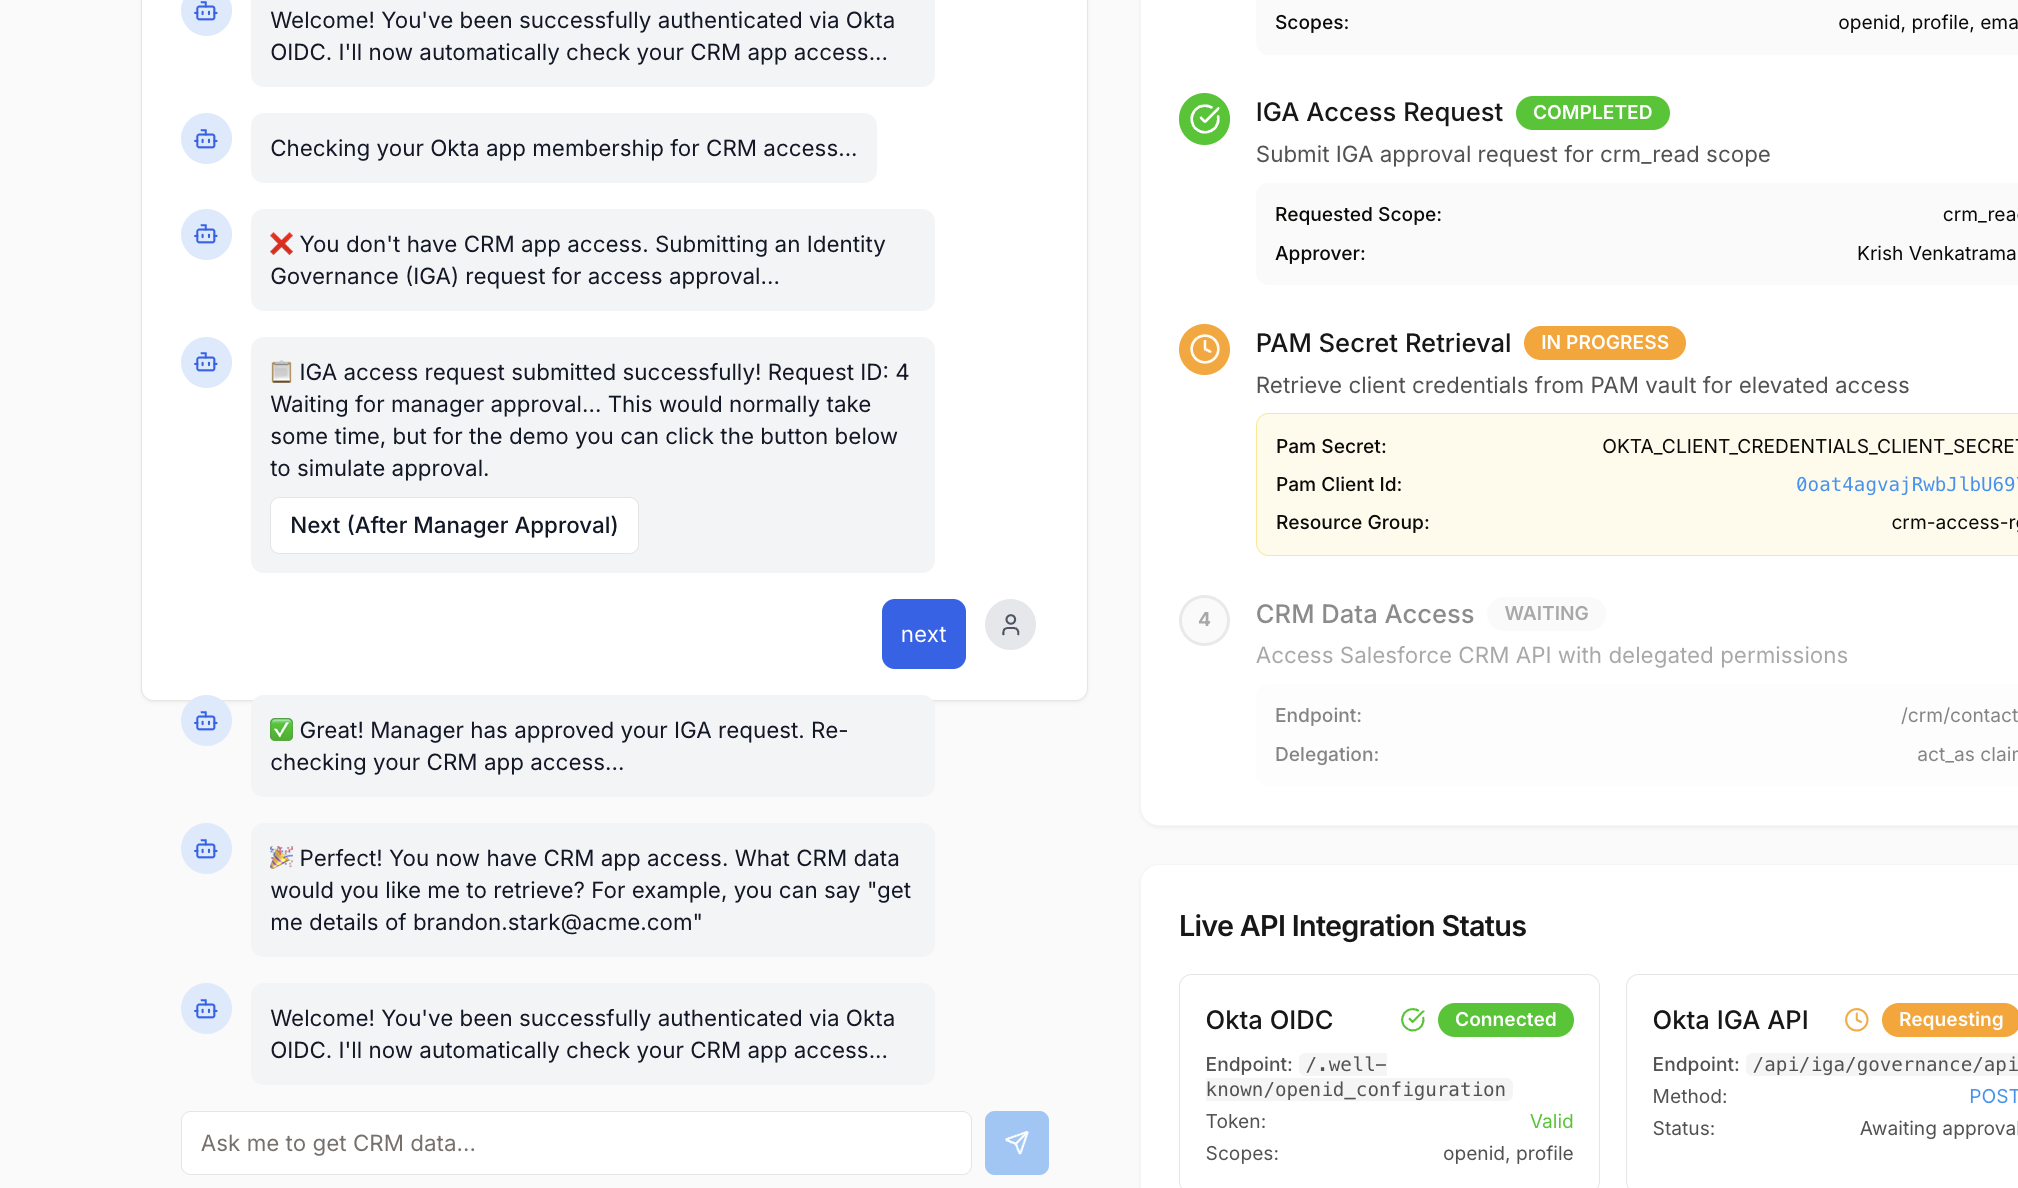 Welcome! You've been successfully authenticated via Okta
OIDC. I'll now automatically check your CRM app access...
Checking your Okta app membership for CRM access...
❌ You don't have CRM app access. Submitting an Identity
Governance (IGA) request for access approval...
📋 IGA access request submitted successfully! Request ID: 4
Waiting for manager approval... This would normally take
some time, but for the demo you can click the button below
to simulate approval.
Next (After Manager Approval)
next
✅ Great! Manager has approved your IGA request. Re-
checking your CRM app access...
🎉 Perfect! You now have CRM app access. What CRM data
would you like me to retrieve? For example, you can say "get
me details of brandon.stark@acme.com"
Welcome! You've been successfully authenticated via Okta
OIDC. I'll now automatically check your CRM app access...
Ask me to get CRM data...
Scopes: openid, profile, ema
IGA Access Request COMPLETED
Submit IGA approval request for crm_read scope
Requested Scope: crm_rea
Approver: Krish Venkatrama
PAM Secret Retrieval IN PROGRESS
Retrieve client credentials from PAM vault for elevated access
Pam Secret: OKTA_CLIENT_CREDENTIALS_CLIENT_SECRET
Pam Client Id: 0oat4agvajRwbJlbU69
Resource Group: crm-access-r
4 CRM Data Access WAITING
Access Salesforce CRM API with delegated permissions
Endpoint: /crm/contact
Delegation: act_as clai
Live API Integration Status
Okta OIDC Connected
Endpoint: /.well-
known/openid_configuration
Token: Valid
Scopes: openid, profile
Okta IGA API Requesting
Endpoint: /api/iga/governance/api
Method: POST
Status: Awaiting approval